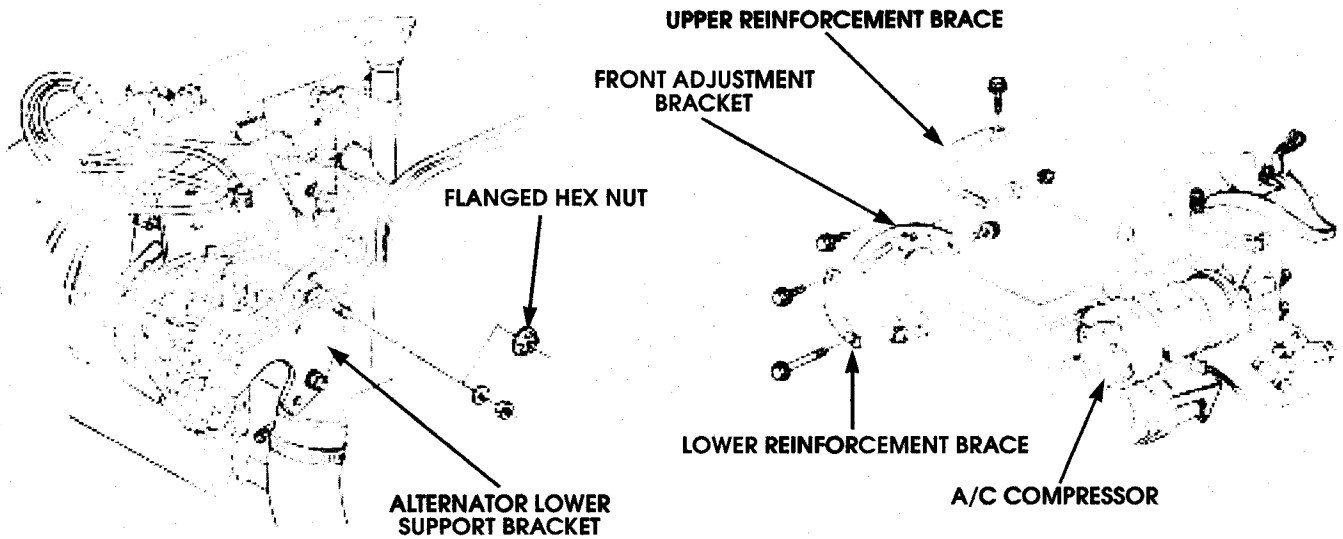 UPPER REINFORCEMENT BRACE
FRONT ADJUSTMENT
BRACKET
FLANGED HEX NUT
LOWER REINFORCEMENT BRACE
A/C COMPRESSOR
ALTERNATOR LOWER
SUPPORT BRACKET